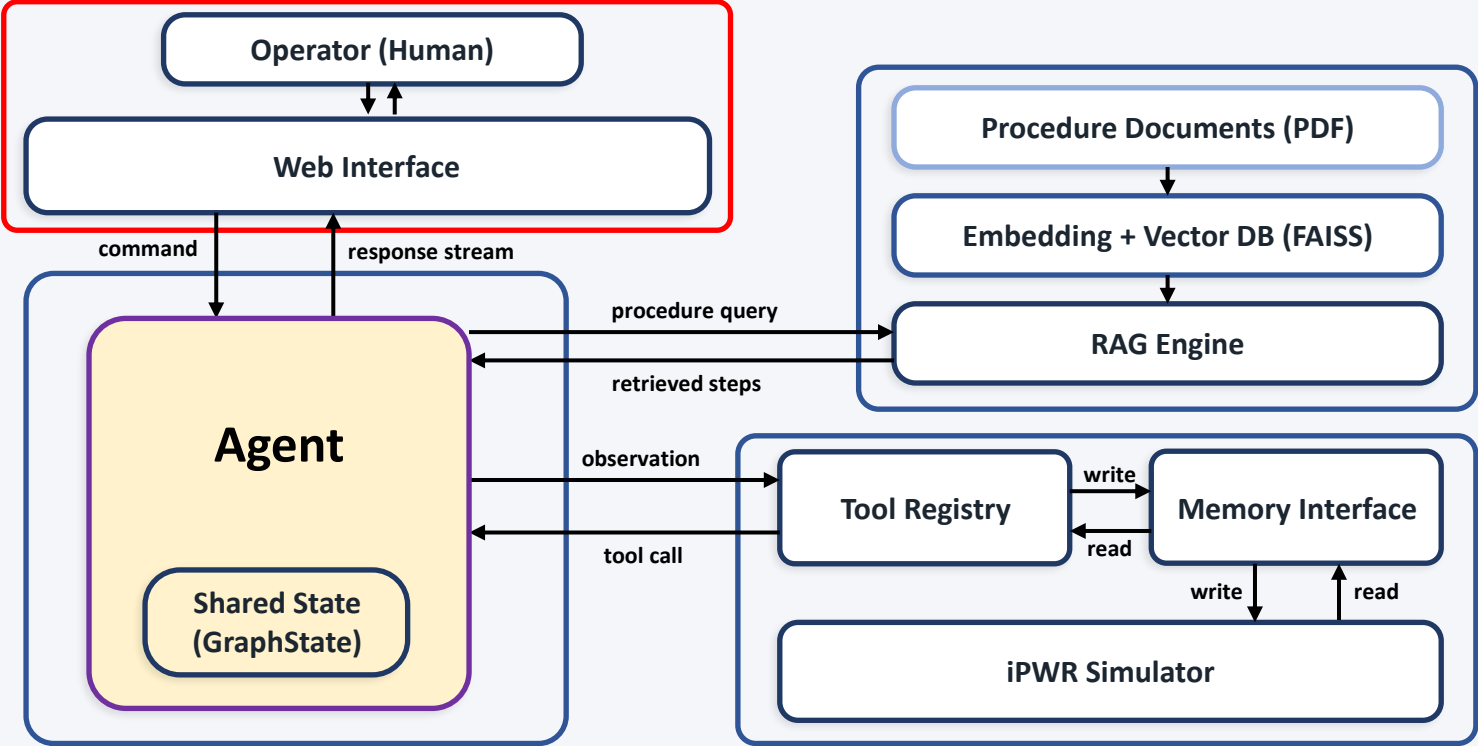 Operator (Human)
Web Interface
command
response stream
Procedure Documents (PDF)
Embedding + Vector DB (FAISS)
RAG Engine
procedure query
retrieved steps
Agent
Shared State
(GraphState)
observation
tool call
Tool Registry
write
read
Memory Interface
write
read
iPWR Simulator